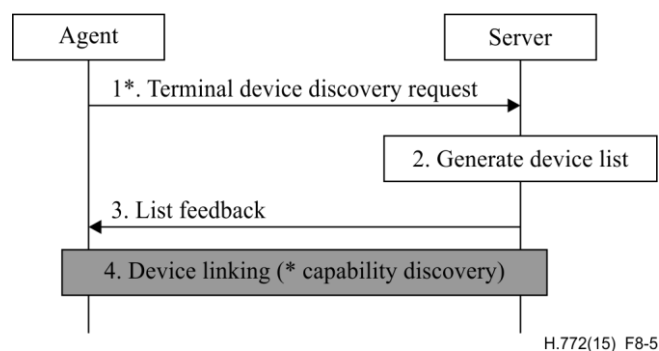 Agent
Server
1*. Terminal device discovery request
2. Generate device list
3. List feedback
4. Device linking (* capability discovery)
H.772(15)_F8-5